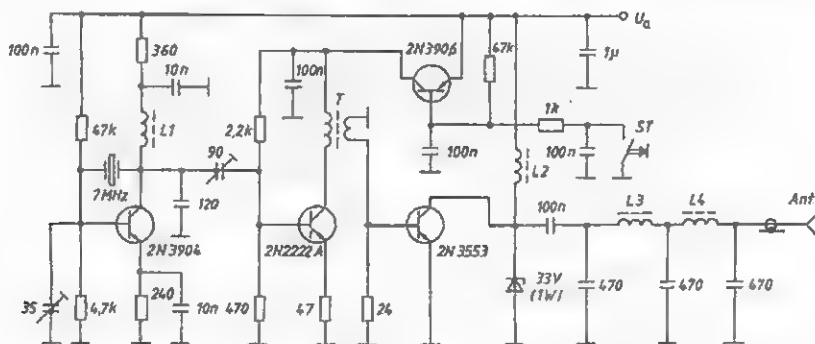 Uₐ
100n
360
2N3906
47k
1µ
10n
100n
T
47k
L1
2,2k
1k
ST
90
100n
100n
7MHz
L2
120
100n
L3
L4
Ant.
2N3904
2N2222A
2N3553
33V
(1W)
470
470
470
35
4,7k
240
10n
470
47
24